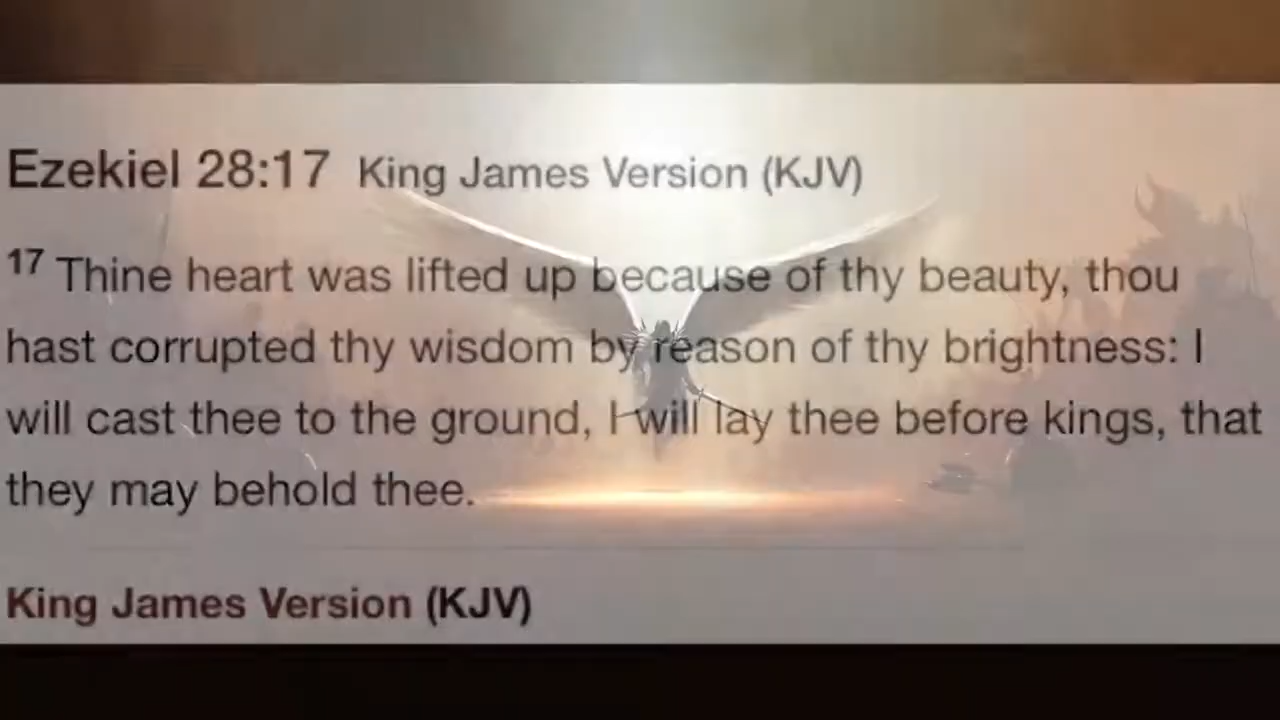 Ezekiel 28:17 King James Version (KJV)
17 Thine heart was lifted up because of thy beauty, thou
hast corrupted thy wisdom by reason of thy brightness: I
will cast thee to the ground, I will lay thee before kings, that
they may behold thee.
King James Version (KJV)